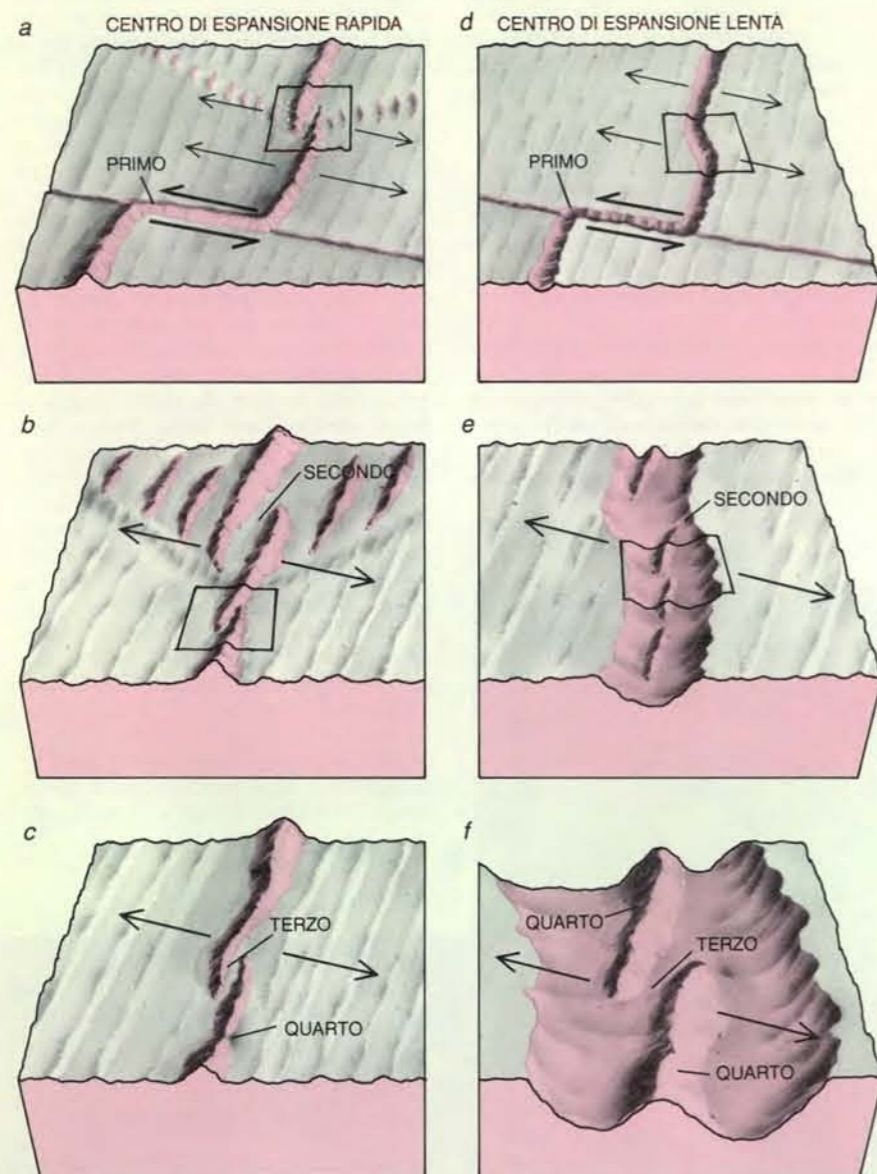 a CENTRO DI ESPANSIONE RAPIDA
PRIMO
b
SECONDO
c
TERZO
QUARTO
d CENTRO DI ESPANSIONE LENTA
PRIMO
e
SECONDO
f
QUARTO
TERZO
QUARTO